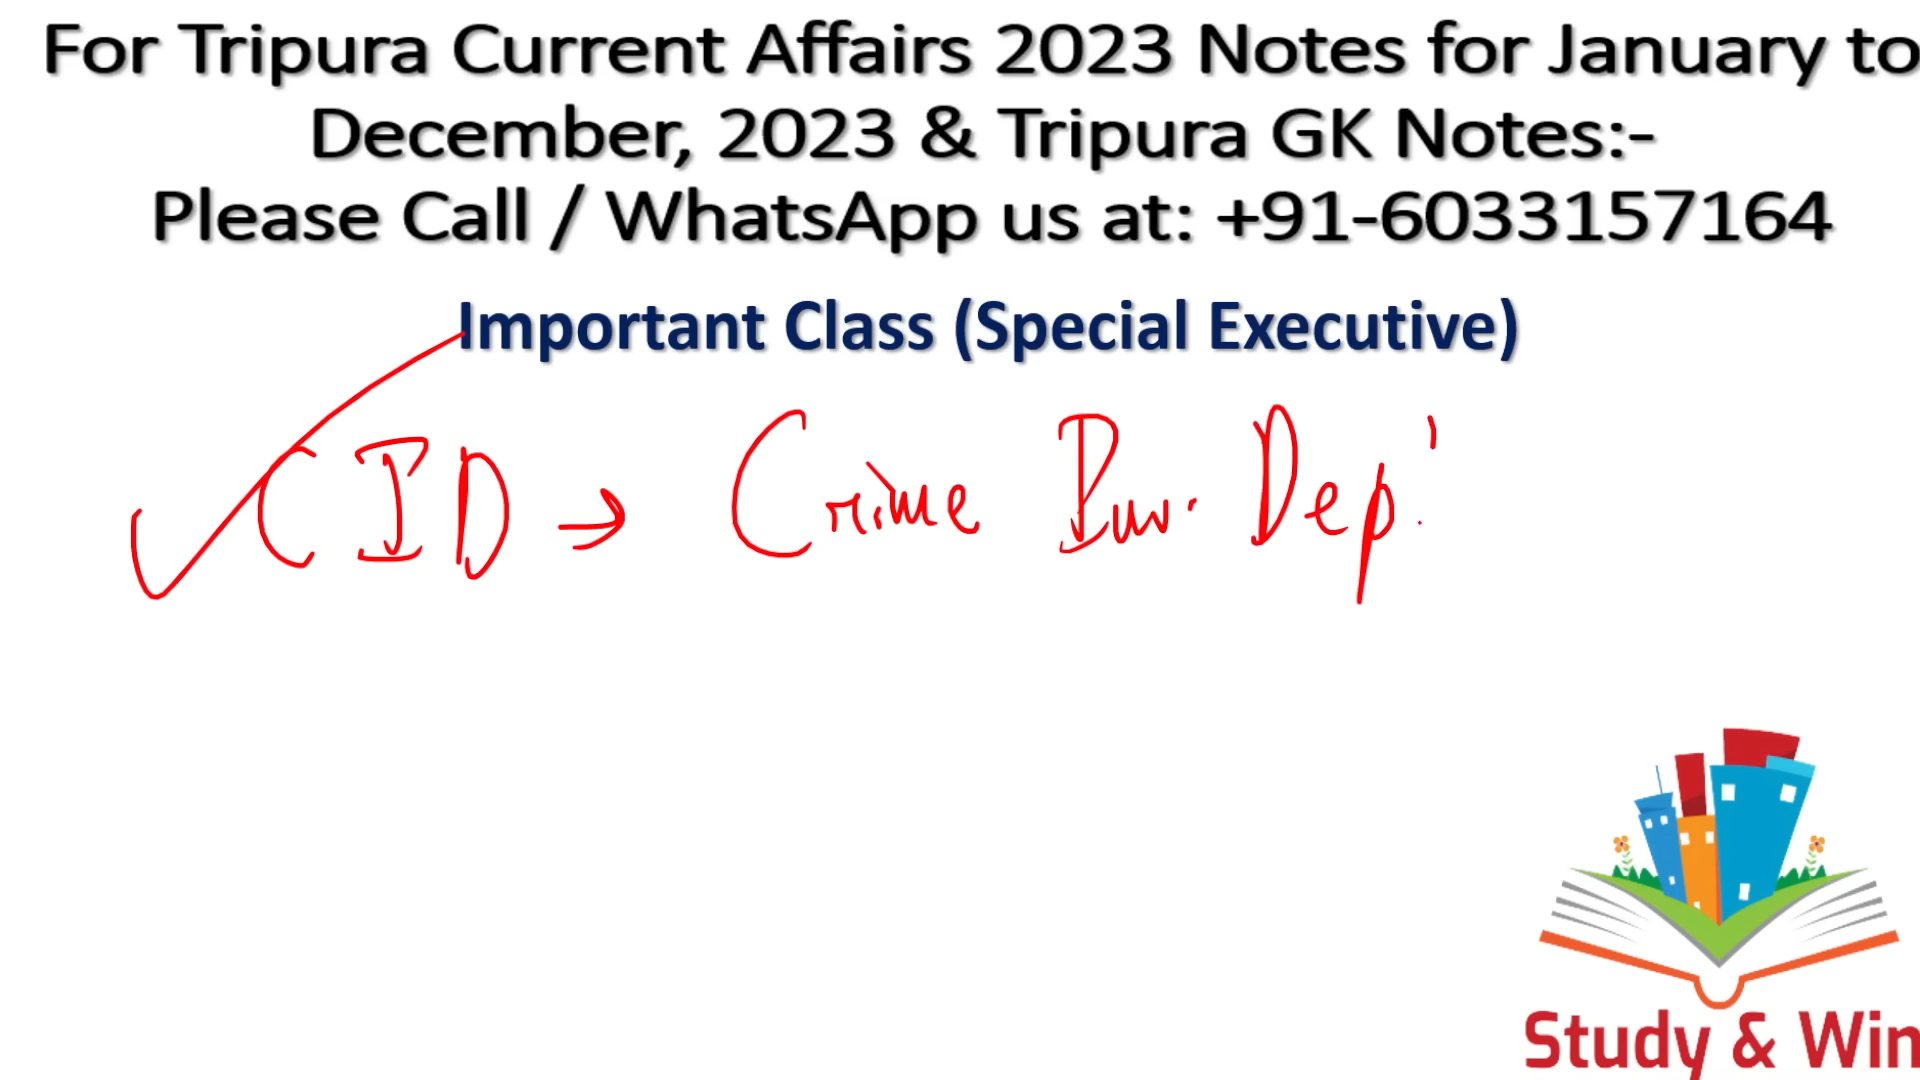 For Tripura Current Affairs 2023 Notes for January to
December, 2023 & Tripura GK Notes:-
Please Call / WhatsApp us at: +91-6033157164
Important Class (Special Executive)
CID → Crime Dep'
Study & Win